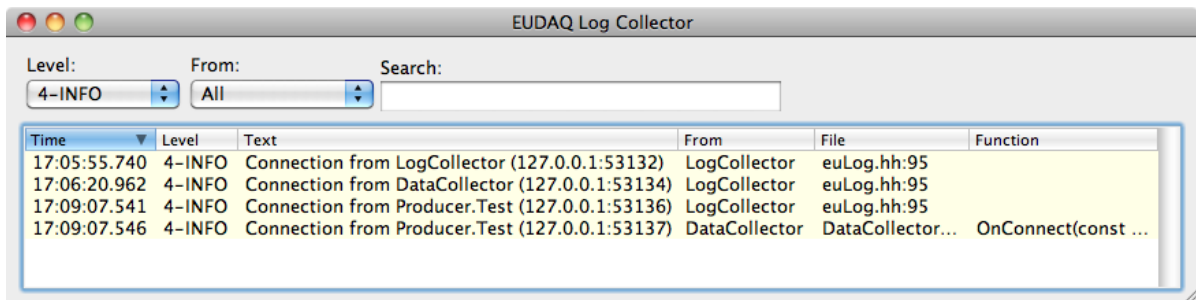 EUDAQ Log Collector
Level: From: Search:
4-INFO All
Time Level Text From File Function
17:05:55.740 4-INFO Connection from LogCollector (127.0.0.1:53132) LogCollector euLog.hh:95
17:06:20.962 4-INFO Connection from DataCollector (127.0.0.1:53134) LogCollector euLog.hh:95
17:09:07.541 4-INFO Connection from Producer.Test (127.0.0.1:53136) LogCollector euLog.hh:95
17:09:07.546 4-INFO Connection from Producer.Test (127.0.0.1:53137) DataCollector DataCollector... OnConnect(const ...